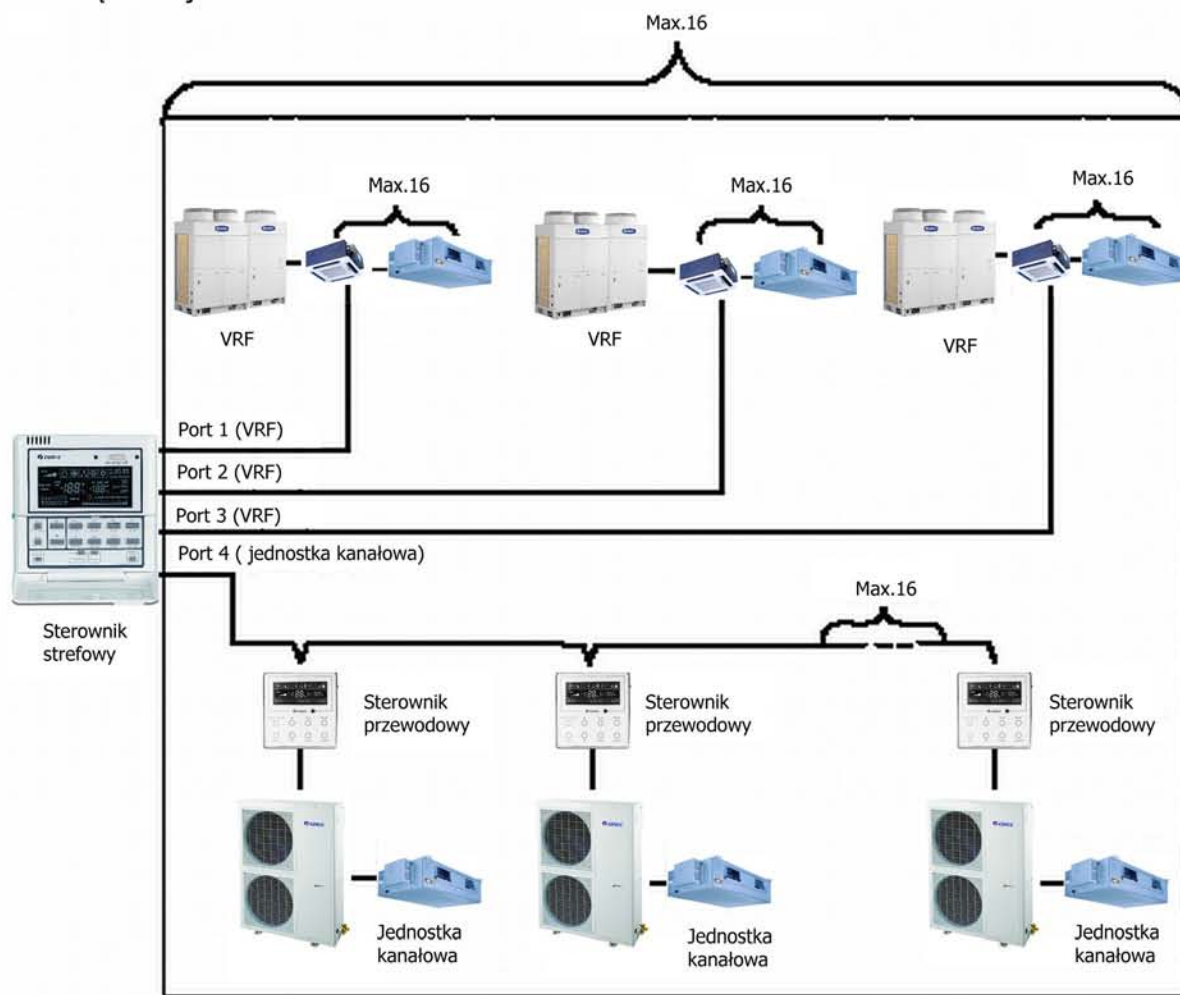 Max.16
Max.16
Max.16
Max.16
VRF
VRF
VRF
Port 1 (VRF)
Port 2 (VRF)
Port 3 (VRF)
Port 4 ( jednostka kanałowa)
Sterownik
strefowy
Max.16
Sterownik
przewodowy
Sterownik
przewodowy
Sterownik
przewodowy
Jednostka
kanałowa
Jednostka
kanałowa
Jednostka
kanałowa